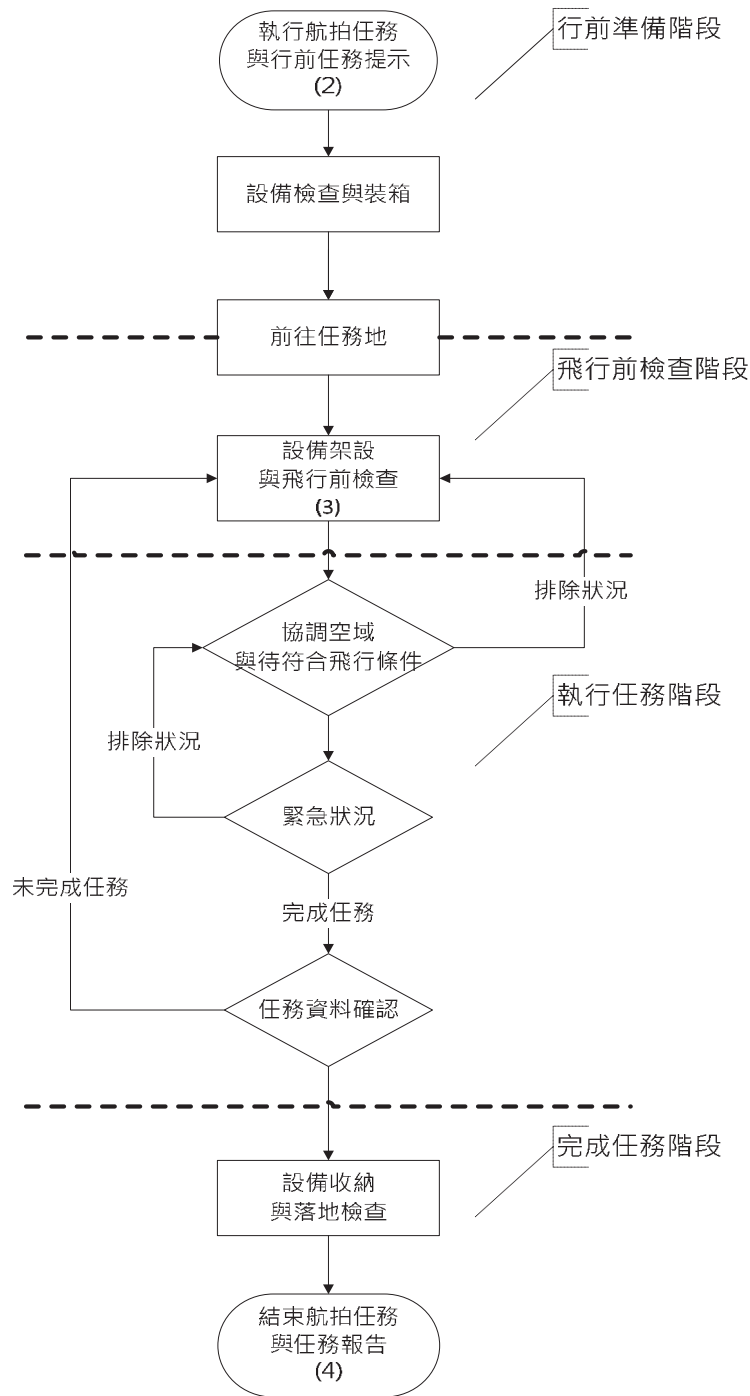 執行航拍任務
與行前任務提示
(2)
行前準備階段
設備檢查與裝箱
前往任務地
飛行前檢查階段
設備架設
與飛行前檢查
(3)
排除狀況
協調空域
與待符合飛行條件
執行任務階段
排除狀況
緊急狀況
未完成任務
完成任務
任務資料確認
完成任務階段
設備收納
與落地檢查
結束航拍任務
與任務報告
(4)